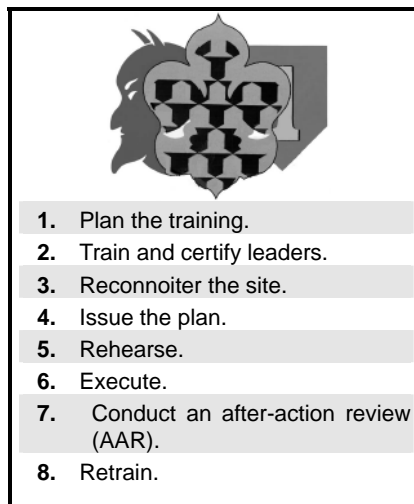 1
1. Plan the training.
2. Train and certify leaders.
3. Reconnoiter the site.
4. Issue the plan.
5. Rehearse.
6. Execute.
7. Conduct an after-action review
(AAR).
8. Retrain.